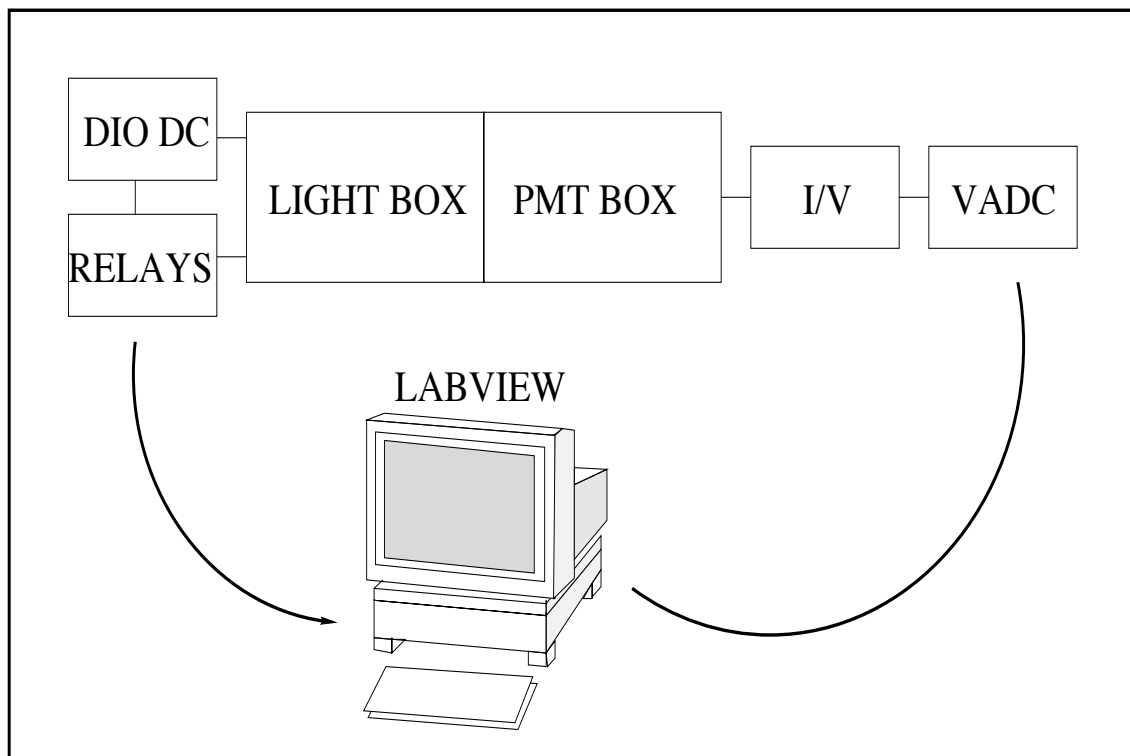 DIO DC
RELAYS
LIGHT BOX
PMT BOX
I/V
VADC
LABVIEW